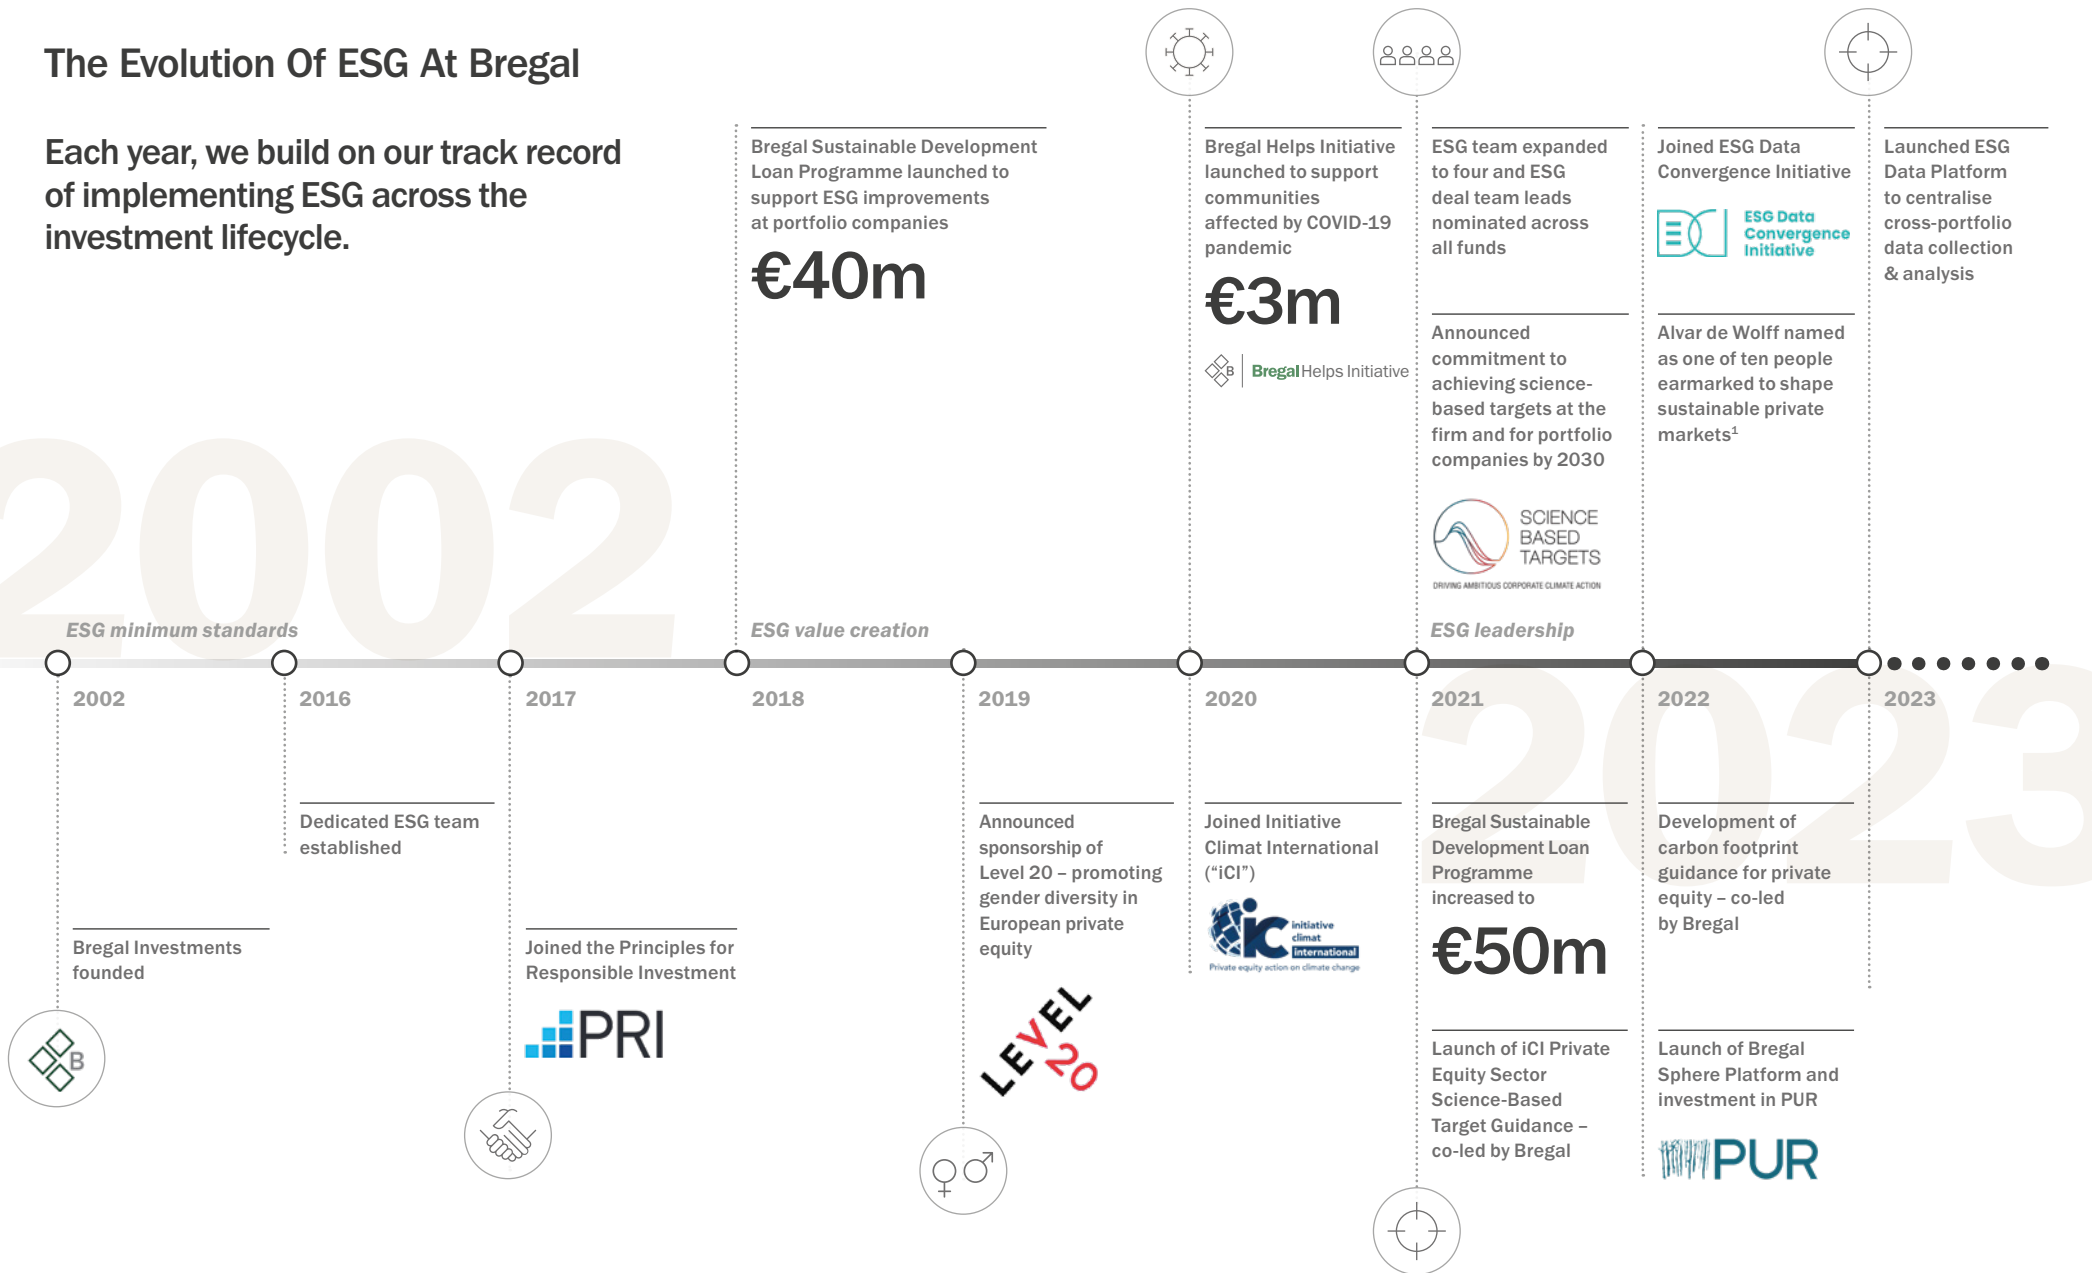 The Evolution Of ESG At Bregal
Each year, we build on our track record
of implementing ESG across the
investment lifecycle.
Bregal Sustainable Development
Loan Programme launched to
support ESG improvements
at portfolio companies
€40m
Bregal Helps Initiative
launched to support
communities
affected by COVID-19
pandemic
€3m
B
Bregal Helps Initiative
ESG team expanded
to four and ESG
deal team leads
nominated across
all funds
Announced
commitment to
achieving science-
based targets at the
firm and for portfolio
companies by 2030
SCIENCE
BASED
TARGETS
DRIVING AMBITIOUS CORPORATE CLIMATE ACTION
Joined ESG Data
Convergence Initiative
EDCI
ESG Data
Convergence
Initiative
Alvar de Wolff named
as one of ten people
earmarked to shape
sustainable private
markets¹
Launched ESG
Data Platform
to centralise
cross-portfolio
data collection
& analysis
2002
ESG minimum standards
ESG value creation
ESG leadership
2002
2016
2017
2018
2019
2020
2021
2022
2023
2023
Bregal Investments
founded
B
Dedicated ESG team
established
Joined the Principles for
Responsible Investment
PRI
Announced
sponsorship of
Level 20 – promoting
gender diversity in
European private
equity
LEVEL
20
Joined Initiative
Climat International
(“iCI”)
iC
initiative
climat
international
Private equity action on climate change
Bregal Sustainable
Development Loan
Programme
increased to
€50m
Launch of iCI Private
Equity Sector
Science-Based
Target Guidance –
co-led by Bregal
Development of
carbon footprint
guidance for private
equity – co-led
by Bregal
Launch of Bregal
Sphere Platform and
investment in PUR
PUR